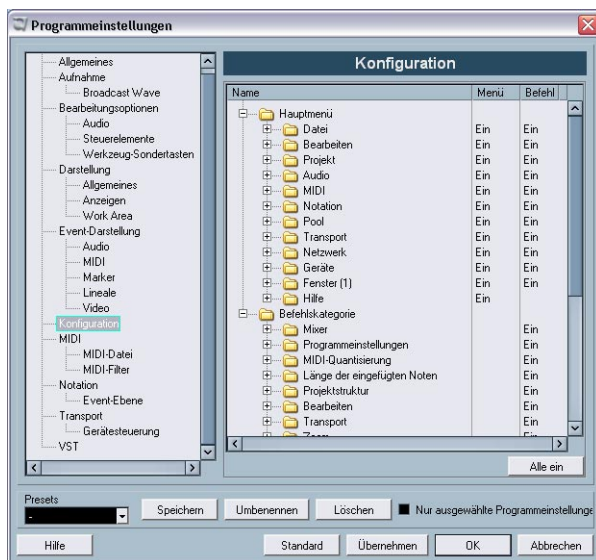 Programmeinstellungen
Allgemeines
Aufnahme
Broadcast Wave
Bearbeitungsoptionen
Audio
Steuerelemente
Werkzeug-Sondertasten
Darstellung
Allgemeines
Anzeigen
Work Area
Event-Darstellung
Audio
MIDI
Marker
Lineale
Video
Konfiguration
MIDI
MIDI-Datei
MIDI-Filter
Notation
Event-Ebene
Transport
Gerätesteuerung
VST
Konfiguration
Name Menü Befehl
Hauptmenü
Datei Ein Ein
Bearbeiten Ein Ein
Projekt Ein Ein
Audio Ein Ein
MIDI Ein Ein
Notation Ein Ein
Pool Ein Ein
Transport Ein Ein
Netzwerk Ein Ein
Geräte Ein Ein
Fenster (1) Ein Ein
Hilfe Ein
Befehlskategorie
Mixer Ein
Programmeinstellungen Ein
MIDI-Quantisierung Ein
Länge der eingefügten Noten Ein
Projektstruktur Ein
Bearbeiten Ein
Transport Ein
Zoom Ein
Alle ein
Presets
-
Speichern Umbenennen Löschen Nur ausgewählte Programmeinstellunge
Hilfe Standard Übernehmen OK Abbrechen